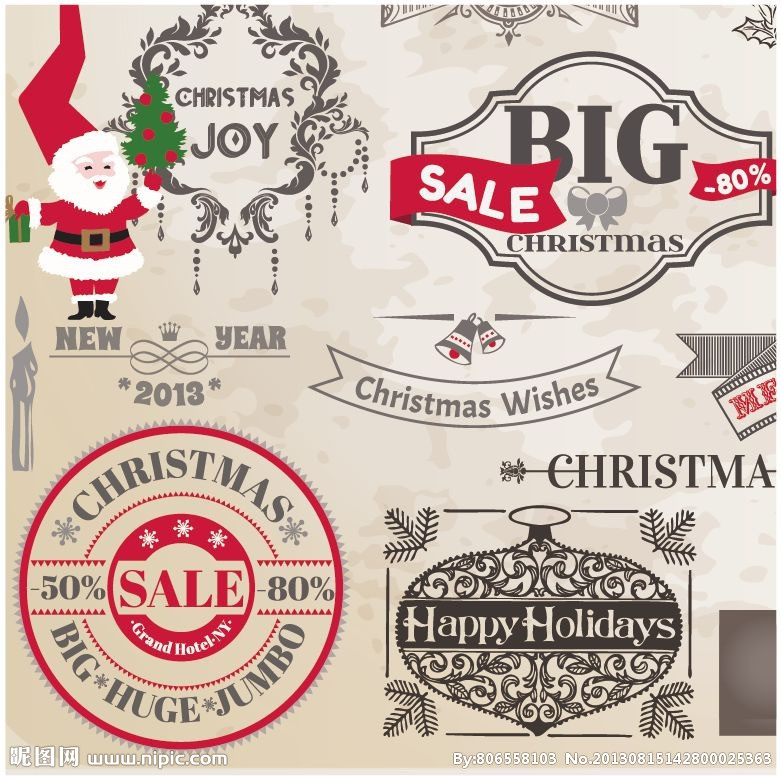 CHRISTMAS
JOY
BIG
SALE
-80%
CHRISTmas
NEW YEAR
*2013*
Christmas Wishes
CHRISTMA
CHRISTMAS
-50% SALE -80%
·Grand Hotel·NY·
BIG*HUGE*JUMBO
Happy Holidays
昵图网 www.nipic.com
By:806558103 No.20130815142800025363